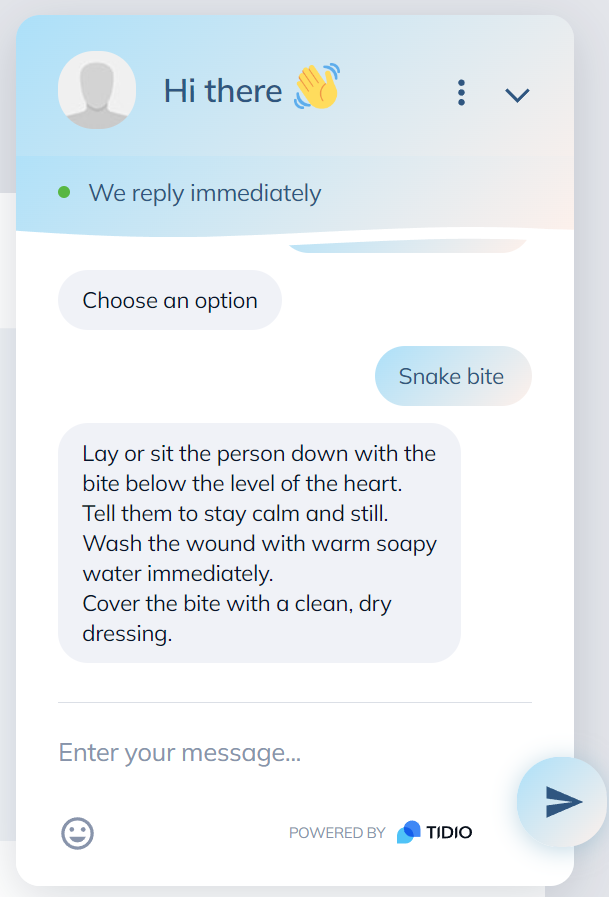 Hi there 👋
We reply immediately
Choose an option
Snake bite
Lay or sit the person down with the
bite below the level of the heart.
Tell them to stay calm and still.
Wash the wound with warm soapy
water immediately.
Cover the bite with a clean, dry
dressing.
Enter your message...
POWERED BY TIDIO